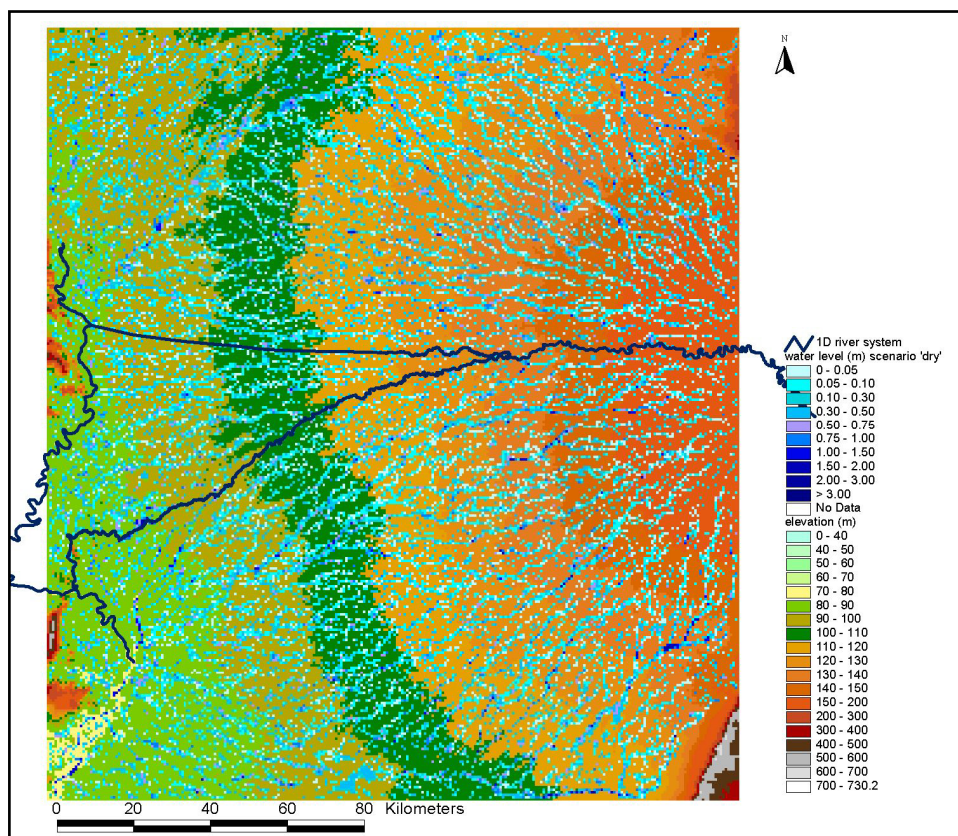 N
1D river system
water level (m) scenario 'dry'
0 - 0.05
0.05 - 0.10
0.10 - 0.30
0.30 - 0.50
0.50 - 0.75
0.75 - 1.00
1.00 - 1.50
1.50 - 2.00
2.00 - 3.00
> 3.00
No Data
elevation (m)
0 - 40
40 - 50
50 - 60
60 - 70
70 - 80
80 - 90
90 - 100
100 - 110
110 - 120
120 - 130
130 - 140
140 - 150
150 - 200
200 - 300
300 - 400
400 - 500
500 - 600
600 - 700
700 - 730.2
0 20 40 60 80 Kilometers